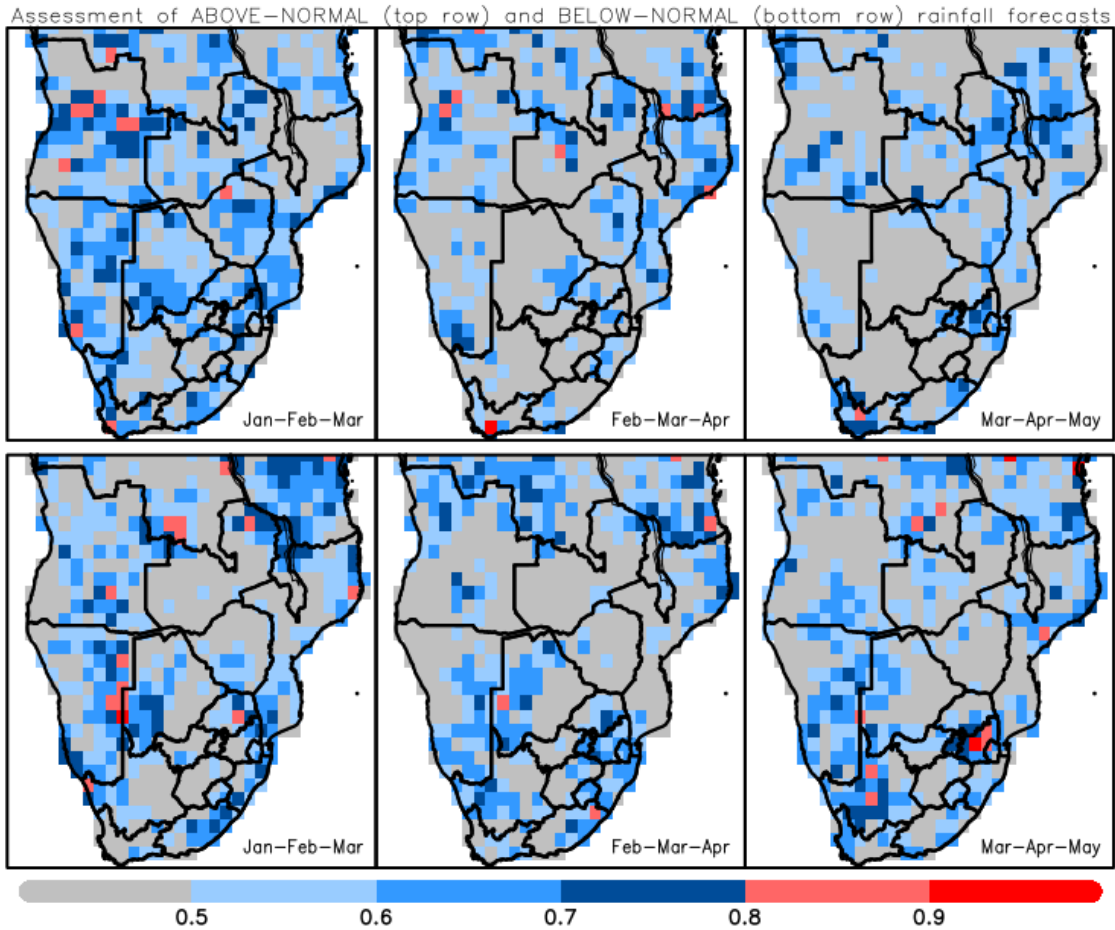 Assessment of ABOVE-NORMAL (top row) and BELOW-NORMAL (bottom row) rainfall forecasts
Jan-Feb-Mar
Feb-Mar-Apr
Mar-Apr-May
Jan-Feb-Mar
Feb-Mar-Apr
Mar-Apr-May
0.5 0.6 0.7 0.8 0.9